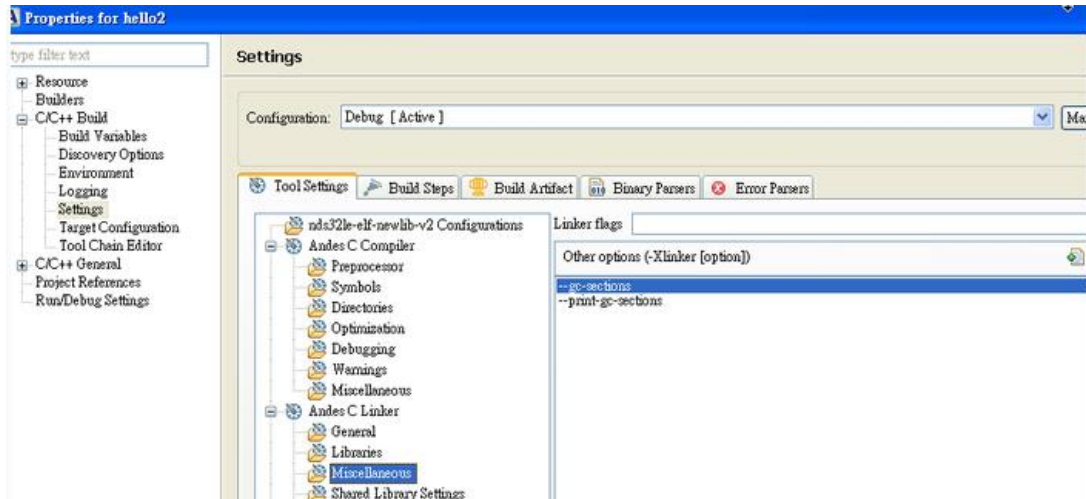 Properties for hello2
type filter text
Resource
Builders
C/C++ Build
Build Variables
Discovery Options
Environment
Logging
Settings
Target Configuration
Tool Chain Editor
C/C++ General
Project References
Run/Debug Settings
Settings
Configuration: Debug [ Active ]
Tool Settings Build Steps Build Artifact Binary Parsers Error Parsers
nds32le-elf-newlib-v2 Configurations
Andes C Compiler
Preprocessor
Symbols
Directories
Optimization
Debugging
Warnings
Miscellaneous
Andes C Linker
General
Libraries
Miscellaneous
Shared Library Settings
Linker flags
Other options (-Xlinker [option])
--gc-sections
--print-gc-sections